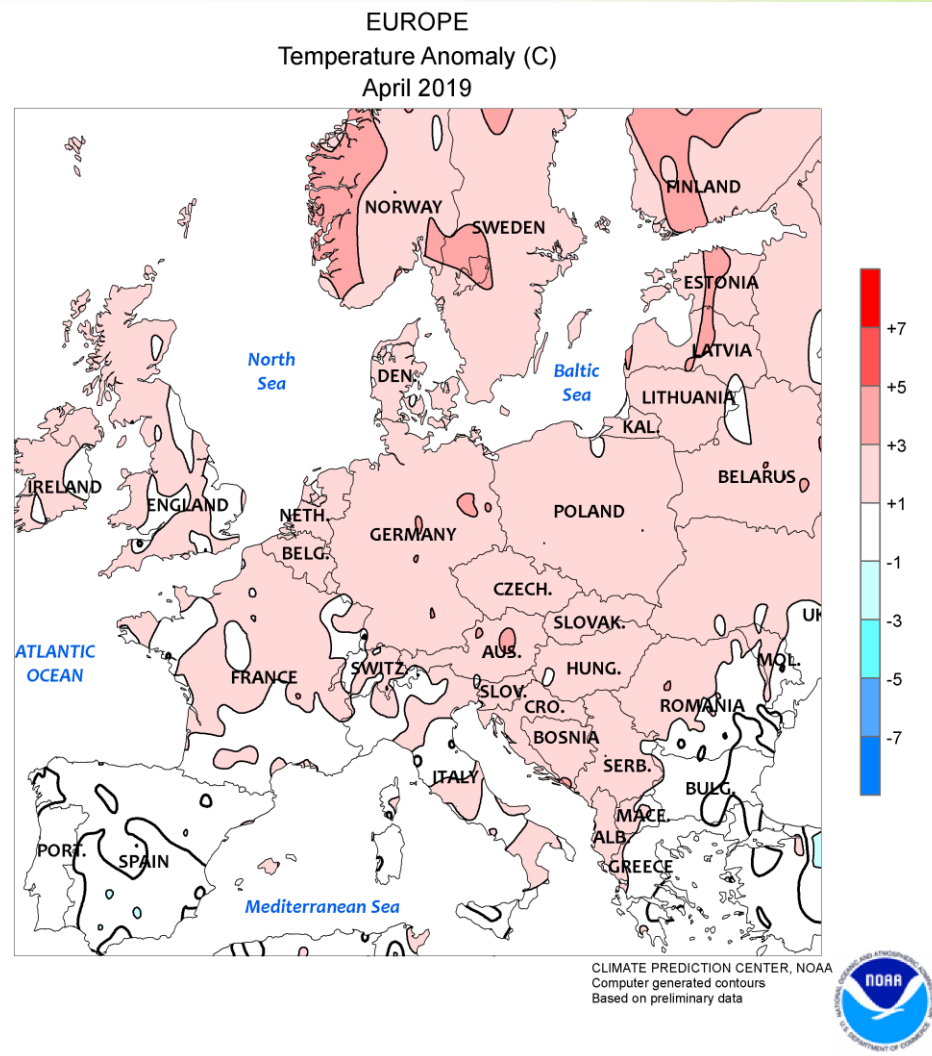 EUROPE
Temperature Anomaly (C)
April 2019
NORWAY
FINLAND
SWEDEN
ESTONIA
LATVIA
LITHUANIA
KAL.
North
Sea
Baltic
Sea
DEN.
IRELAND
ENGLAND
NETH.
BELG.
GERMANY
POLAND
BELARUS
CZECH.
SLOVAK.
UK
ATLANTIC
OCEAN
FRANCE
SWITZ.
AUS.
HUNG.
MOL.
SLOV.
CRO.
ROMANIA
BOSNIA
SERB.
ITALY
BULG.
MACE.
ALB.
GREECE
PORT.
SPAIN
Mediterranean Sea
+7
+5
+3
+1
-1
-3
-5
-7
CLIMATE PREDICTION CENTER, NOAA
Computer generated contours
Based on preliminary data
NOAA